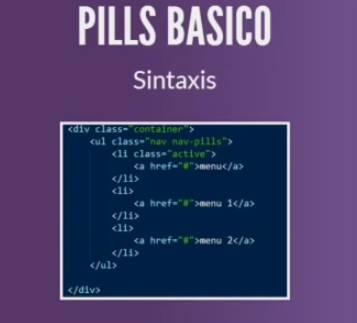 PILLS BASICO
Sintaxis
<div class="container">
<ul class="nav nav-pills">
<li class="active">
<a href="#">menu</a>
</li>
<li>
<a href="#">menu 1</a>
</li>
<li>
<a href="#">menu 2</a>
</li>
</ul>
</div>